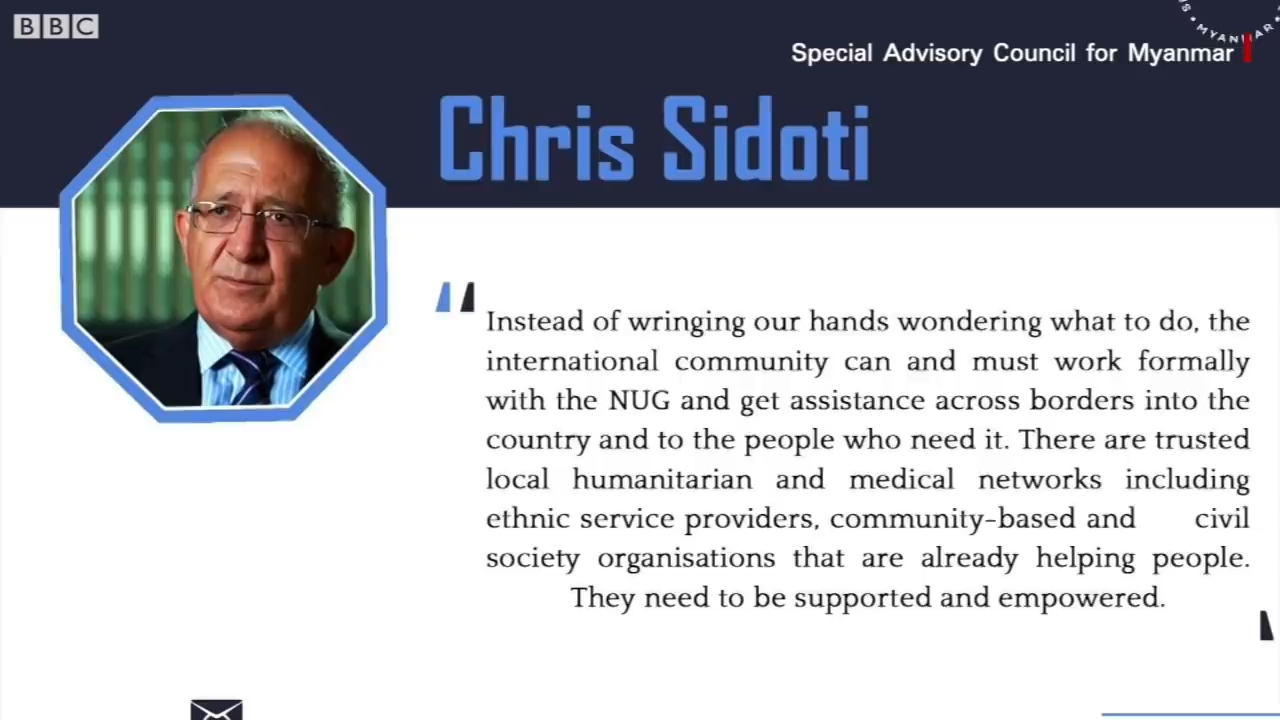 BBC
MYANMAR
Special Advisory Council for Myanmar
Chris Sidoti
Instead of wringing our hands wondering what to do, the
international community can and must work formally
with the NUG and get assistance across borders into the
country and to the people who need it. There are trusted
local humanitarian and medical networks including
ethnic service providers, community-based and civil
society organisations that are already helping people.
They need to be supported and empowered.